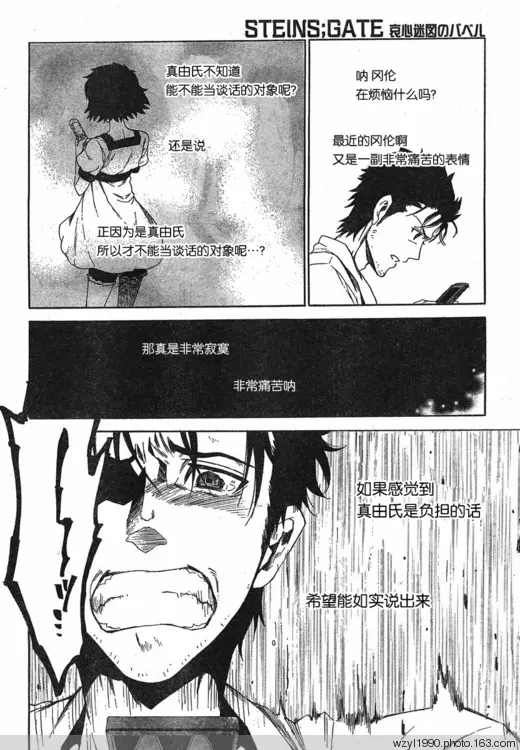 STEINS;GATE 哀心迷図のバベル
呐 冈伦
在烦恼什么吗?
最近的冈伦啊
又是一副非常痛苦的表情
真由氏不知道
能不能当谈话的对象呢?
还是说
正因为是真由氏
所以才不能当谈话的对象呢…?
那真是非常寂寞
非常痛苦呐
如果感觉到
真由氏是负担的话
希望能如实说出来
wzyl1990.photo.163.com